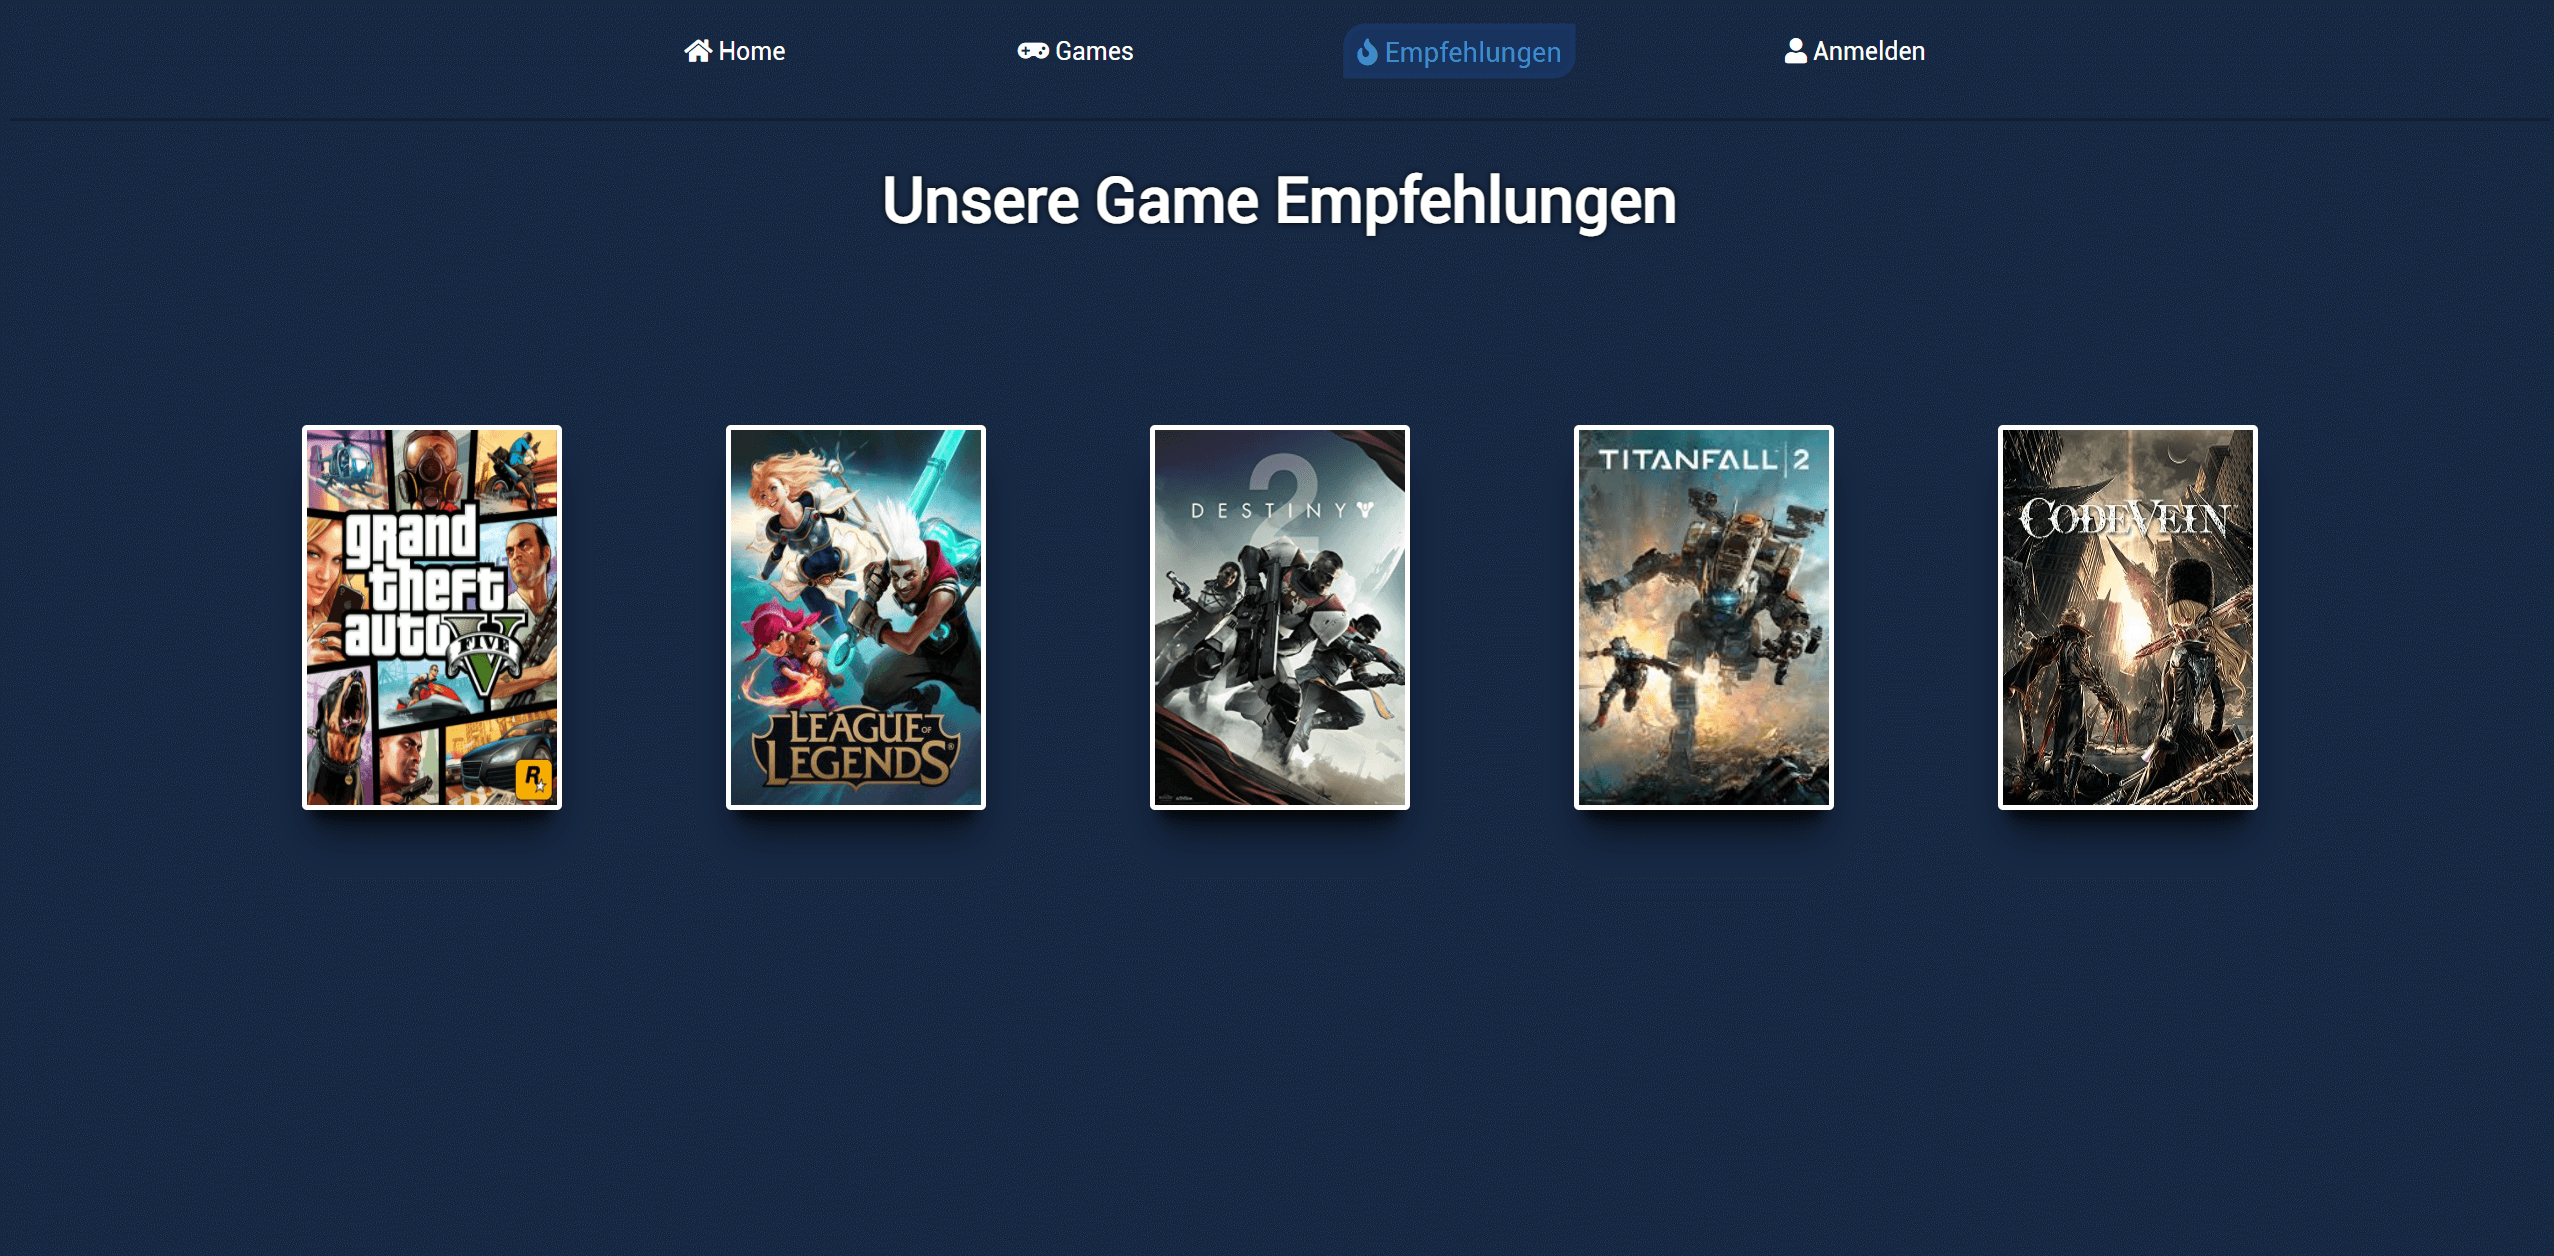 Home
Games
Empfehlungen
Anmelden
Unsere Game Empfehlungen
grand
theft
auto
FIVE
R
LEAGUE OF
LEGENDS®
2
DESTINY
TITANFALL 2
CODE VEIN